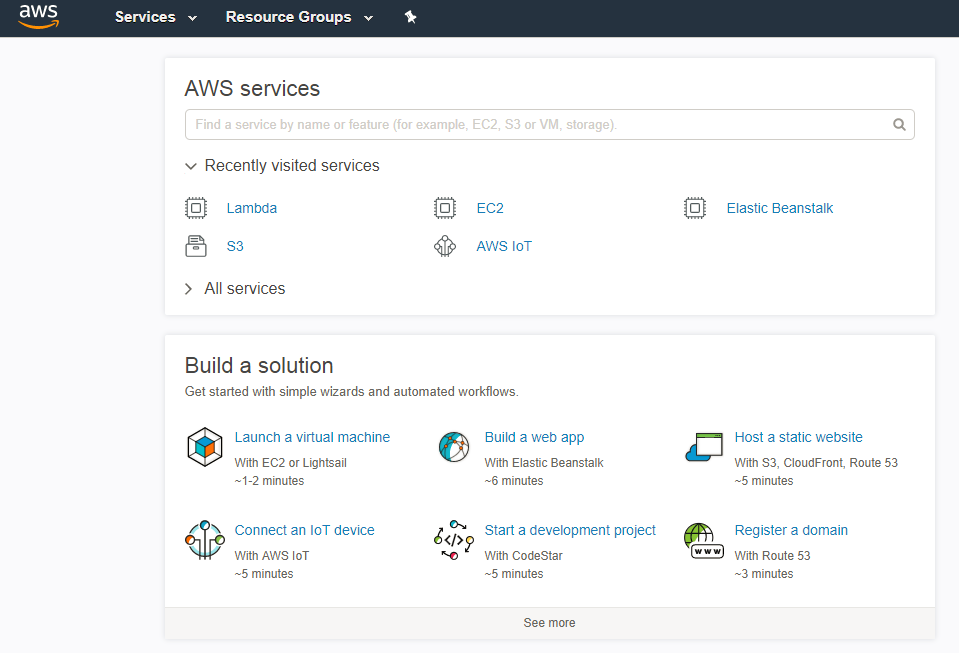 aws
Services
Resource Groups
AWS services
Find a service by name or feature (for example, EC2, S3 or VM, storage).
Recently visited services
Lambda
EC2
Elastic Beanstalk
S3
AWS IoT
All services
Build a solution
Get started with simple wizards and automated workflows.
Launch a virtual machine
With EC2 or Lightsail
~1-2 minutes
Build a web app
With Elastic Beanstalk
~6 minutes
Host a static website
With S3, CloudFront, Route 53
~5 minutes
Connect an IoT device
With AWS IoT
~5 minutes
Start a development project
With CodeStar
~5 minutes
Register a domain
With Route 53
~3 minutes
</>
www
See more